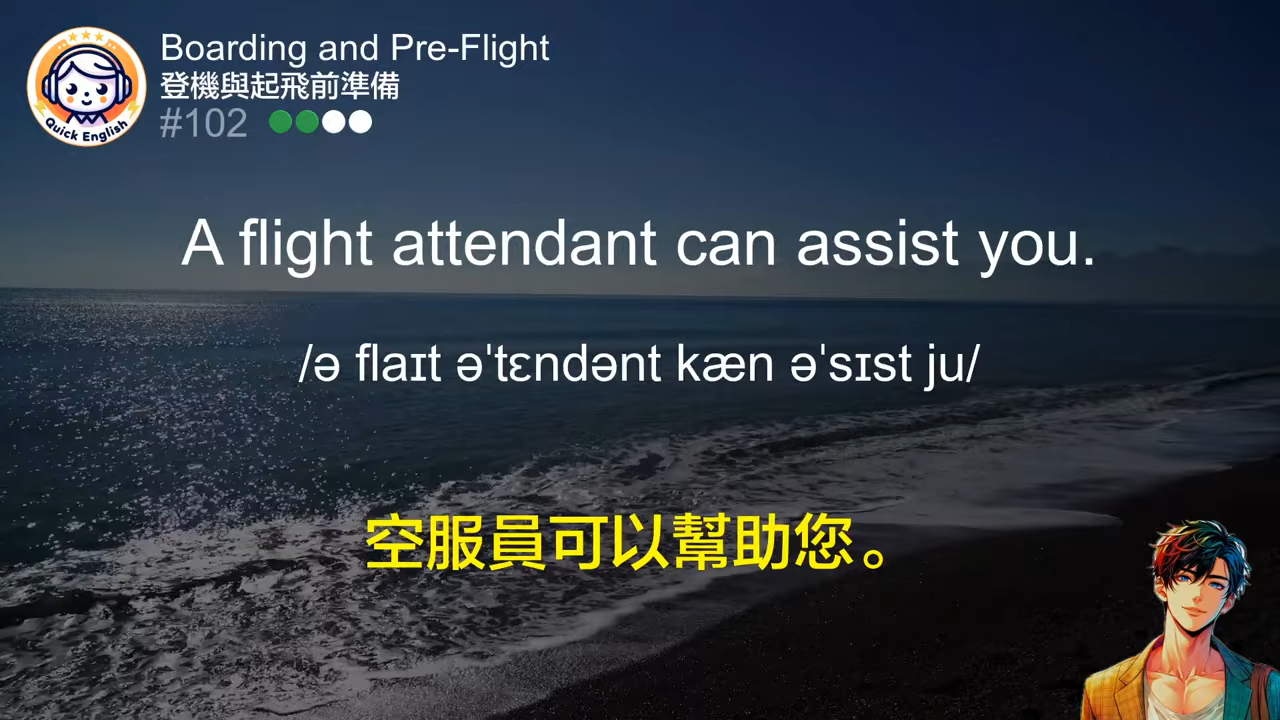 Boarding and Pre-Flight
登機與起飛前準備
#102
Quick English
A flight attendant can assist you.
/ə flaɪt əˈtɛndənt kæn əˈsɪst ju/
空服員可以幫助您。